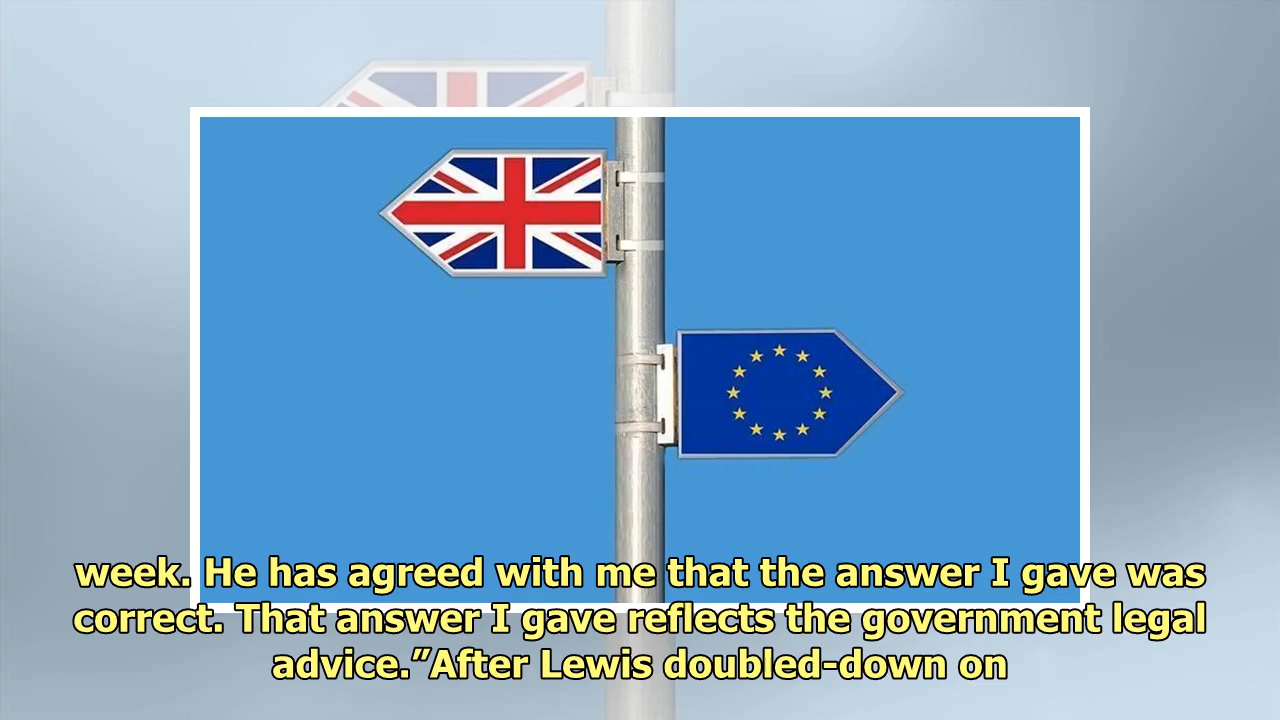 week. He has agreed with me that the answer I gave was
correct. That answer I gave reflects the government legal
advice.”After Lewis doubled-down on